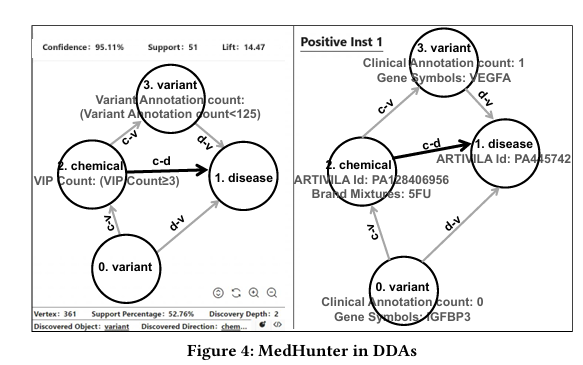 Confidence: 95.11% Support: 51 Lift: 14.47
3. variant
Variant Annotation count:
(Variant Annotation count<125)
c-v
d-v
2. chemical
c-d
VIP Count: (VIP Count≥3)
1. disease
c-v
d-v
0. variant
Vertex: 361 Support Percentage: 52.76% Discovery Depth: 2
Discovered Object: variant Discovered Direction: chem...
Positive Inst 1
3. variant
Clinical Annotation count: 1
Gene Symbols: VEGFA
c-v
d-v
c-d
1. disease
ARTIVILA Id: PA445742
2. chemical
ARTIVILA Id: PA128406956
Brand Mixtures: 5FU
c-v
d-v
0. variant
Clinical Annotation count: 0
Gene Symbols: IGFBP3
Figure 4: MedHunter in DDAs